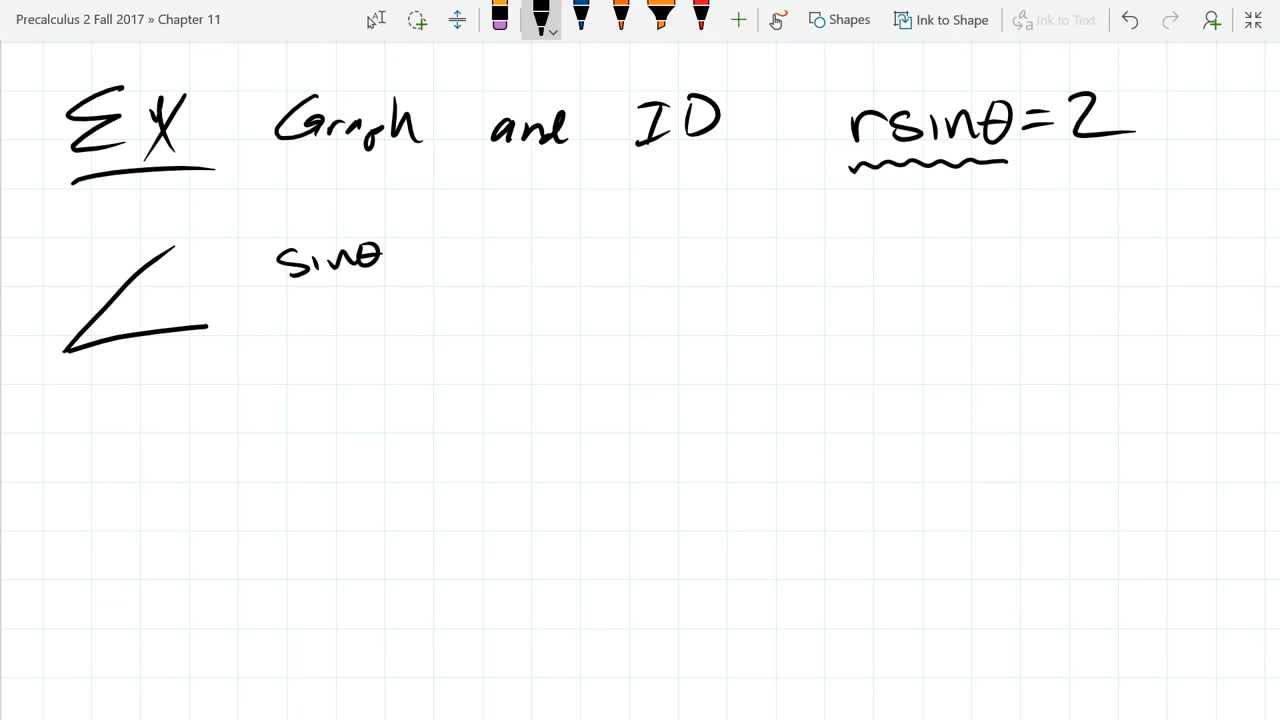 Precalculus 2 Fall 2017 » Chapter 11
Shapes
Ink to Shape
Ink to Text
EX Graph and ID r sinθ = 2
sinθ